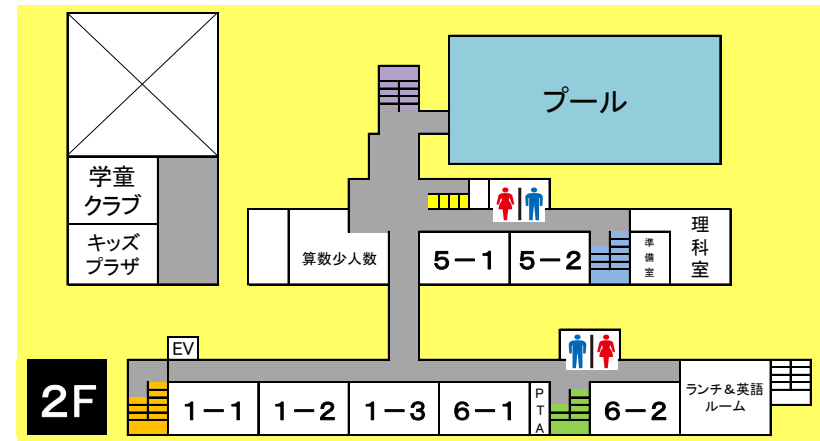 プール
学童
クラブ
キッズ
プラザ
算数少人数
5－1
5－2
準
備
室
理
科
室
EV
2F
1－1
1－2
1－3
6－1
P
T
A
6－2
ランチ＆英語
ルーム